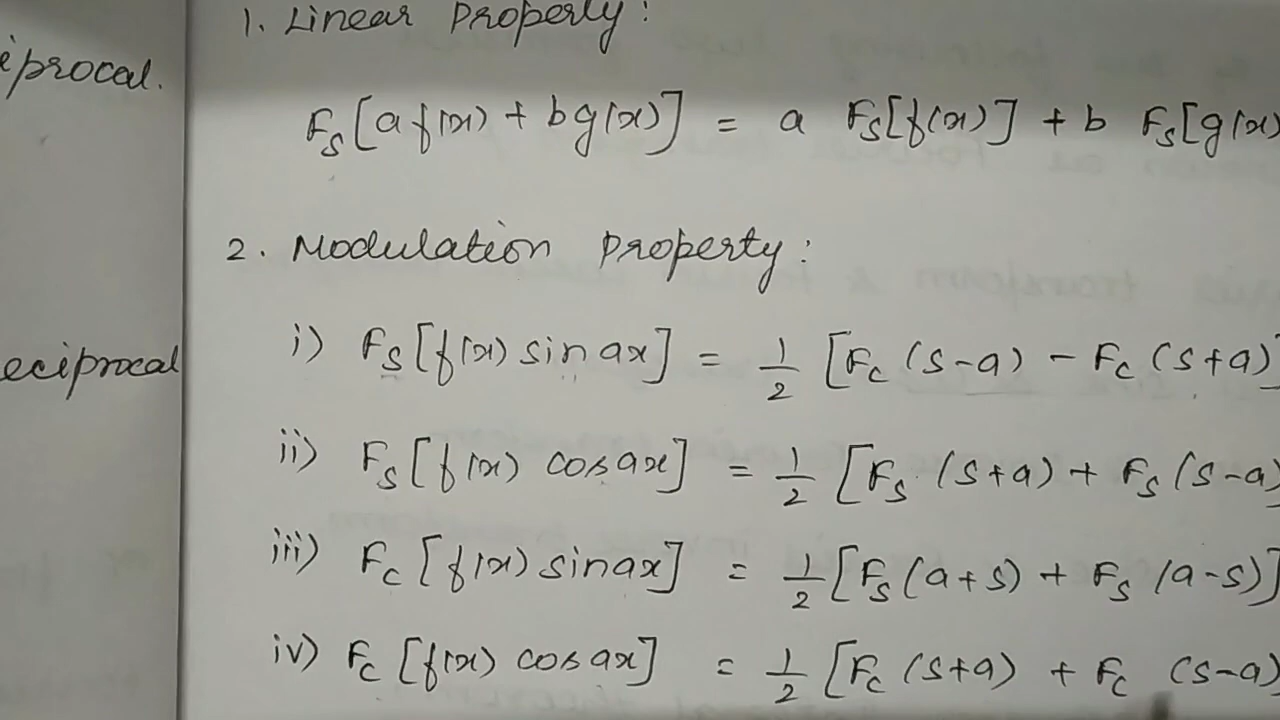 1. Linear Property:
iprocal.
Fs[a f(x) + b g(x)] = a Fs[f(x)] + b Fs[g(x)
2. Modulation Property:
i) Fs[f(x) sin ax] = 1/2 [Fc (s-a) - Fc (s+a)]
eciprocal
ii) Fs[f(x) cos ax] = 1/2 [Fs (s+a) + Fs (s-a)
iii) Fc[f(x) sin ax] = 1/2 [Fs (a+s) + Fs (a-s)]
iv) Fc [f(x) cos ax] = 1/2 [Fc (s+a) + Fc (s-a)